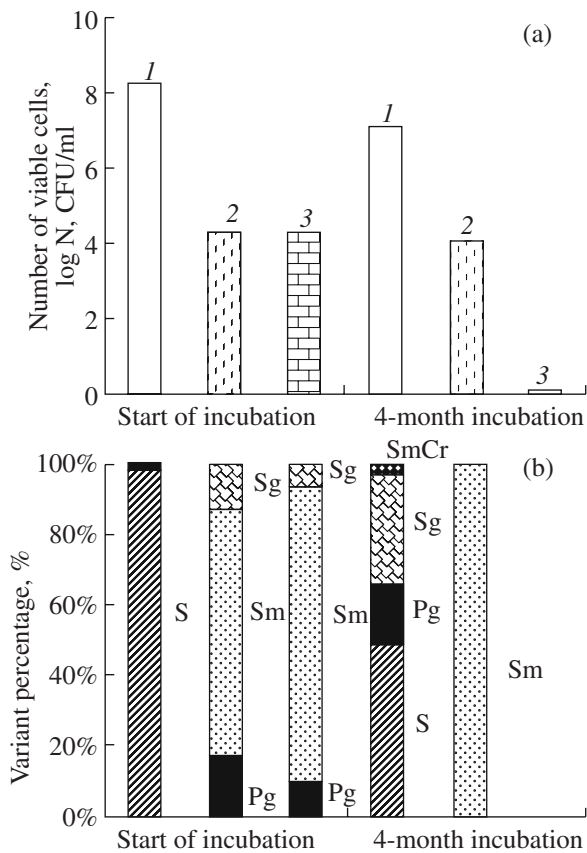 (a)
Number of viable cells,
log N, CFU/ml
10
8
6
4
2
0
1
2
3
1
2
3
Start of incubation
4-month incubation
(b)
Variant percentage, %
100%
80%
60%
40%
20%
0%
S
Sg
Sm
Pg
Sg
Sm
Pg
SmCr
Sg
Pg
S
Sm
Start of incubation
4-month incubation